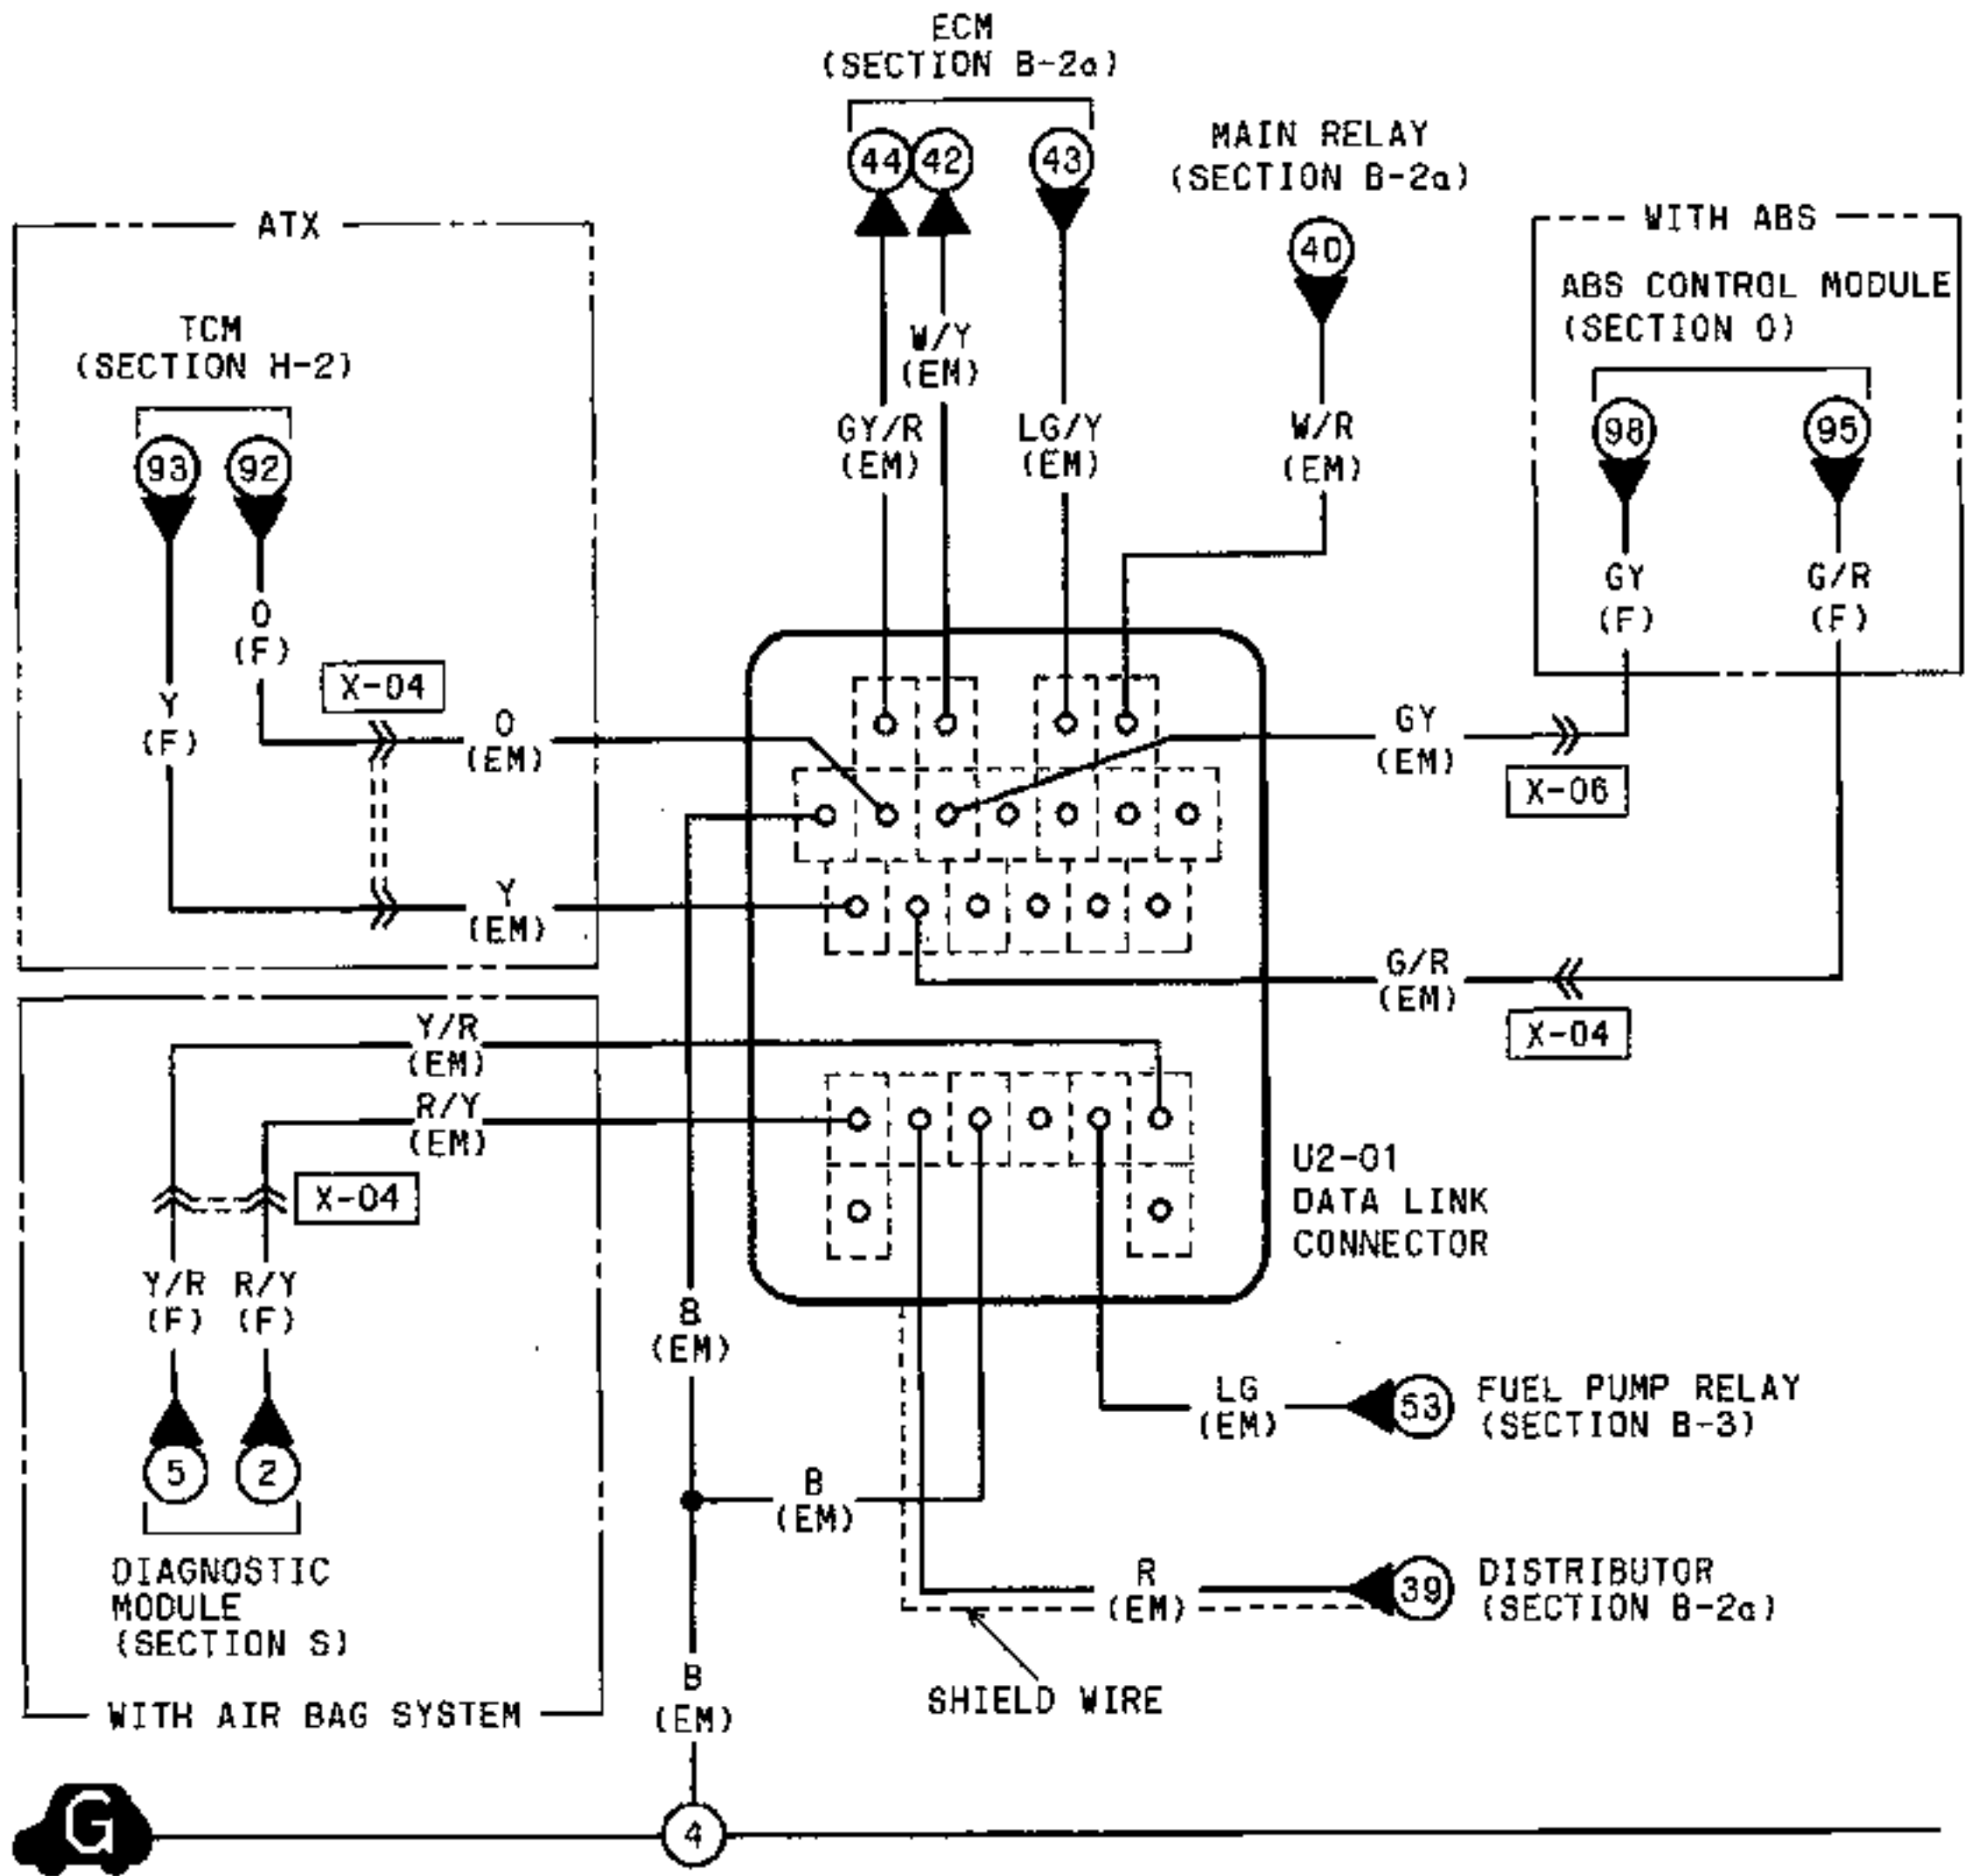 ECM
(SECTION B-2a)
44 42 43
MAIN RELAY
(SECTION B-2a)
40
ATX
WITH ABS
ABS CONTROL MODULE
(SECTION O)
TCM
(SECTION H-2)
93 92
98 95
W/Y
(EM)
GY/R
(EM)
LG/Y
(EM)
W/R
(EM)
GY
(F)
G/R
(F)
O
(F)
X-04
Y
(F)
O
(EM)
GY
(EM)
X-06
Y
(EM)
G/R
(EM)
X-04
Y/R
(EM)
R/Y
(EM)
X-04
U2-01
DATA LINK
CONNECTOR
Y/R
(F)
R/Y
(F)
B
(EM)
LG
(EM)
53
FUEL PUMP RELAY
(SECTION B-3)
5 2
B
(EM)
DIAGNOSTIC
MODULE
(SECTION S)
R
(EM)
39
DISTRIBUTOR
(SECTION B-2a)
SHIELD WIRE
B
(EM)
WITH AIR BAG SYSTEM
G
4